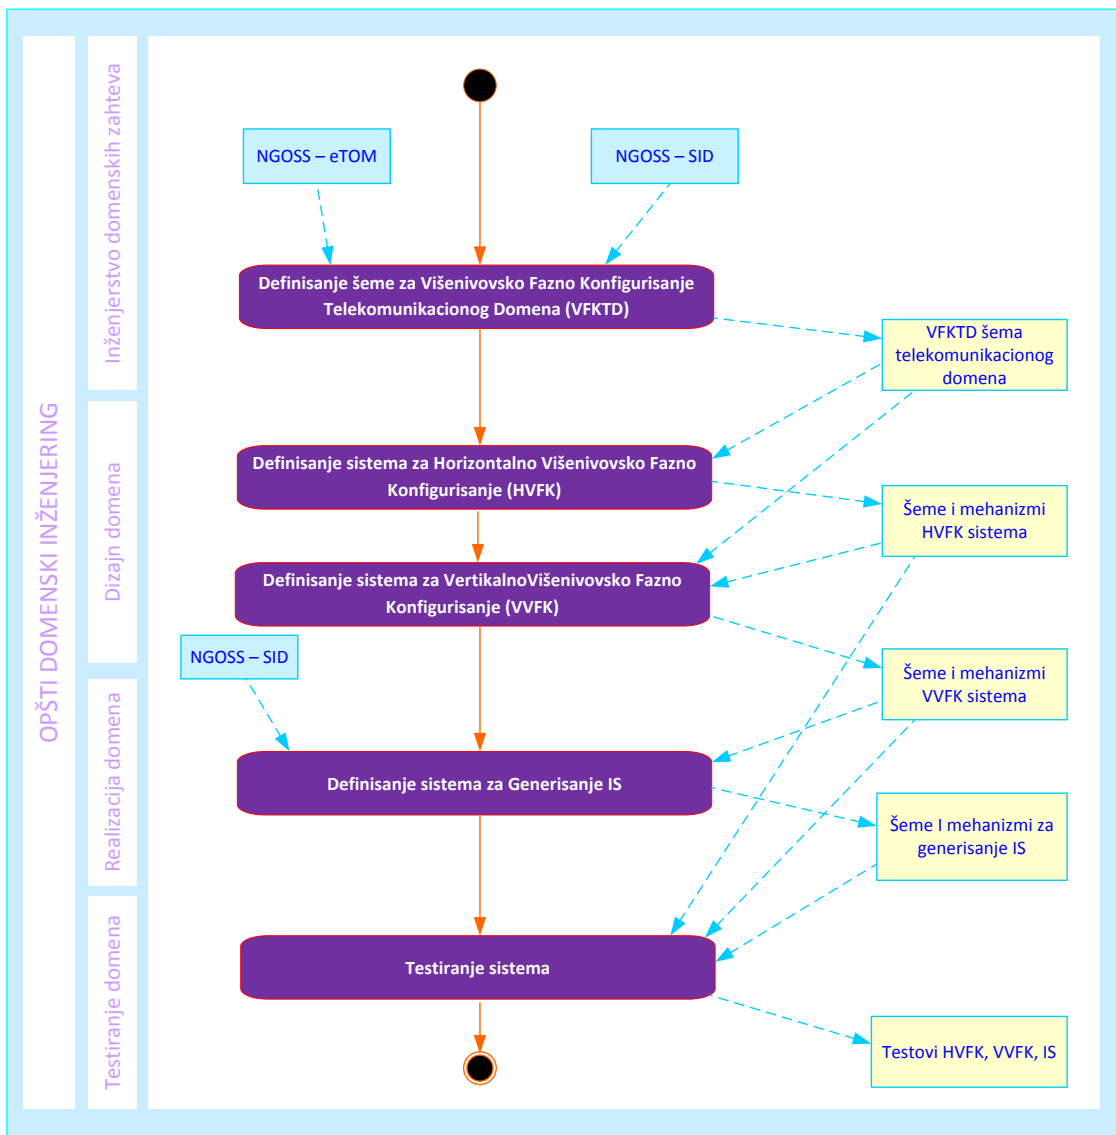 OPŠTI DOMENSKI INŽENJERING
Inženjerstvo domenskih zahteva
NGOSS – eTOM
NGOSS – SID
Definisanje šeme za Višenivovsko Fazno Konfigurisanje
Telekomunikacionog Domena (VFKTD)
VFKTD šema
telekomunikacionog
domena
Dizajn domena
Definisanje sistema za Horizontalno Višenivovsko Fazno
Konfigurisanje (HVFK)
Šeme i mehanizmi
HVFK sistema
Definisanje sistema za VertikalnoVišenivovsko Fazno
Konfigurisanje (VVFK)
NGOSS – SID
Šeme i mehanizmi
VVFK sistema
Realizacija domena
Definisanje sistema za Generisanje IS
Šeme I mehanizmi za
generisanje IS
Testiranje domena
Testiranje sistema
Testovi HVFK, VVFK, IS